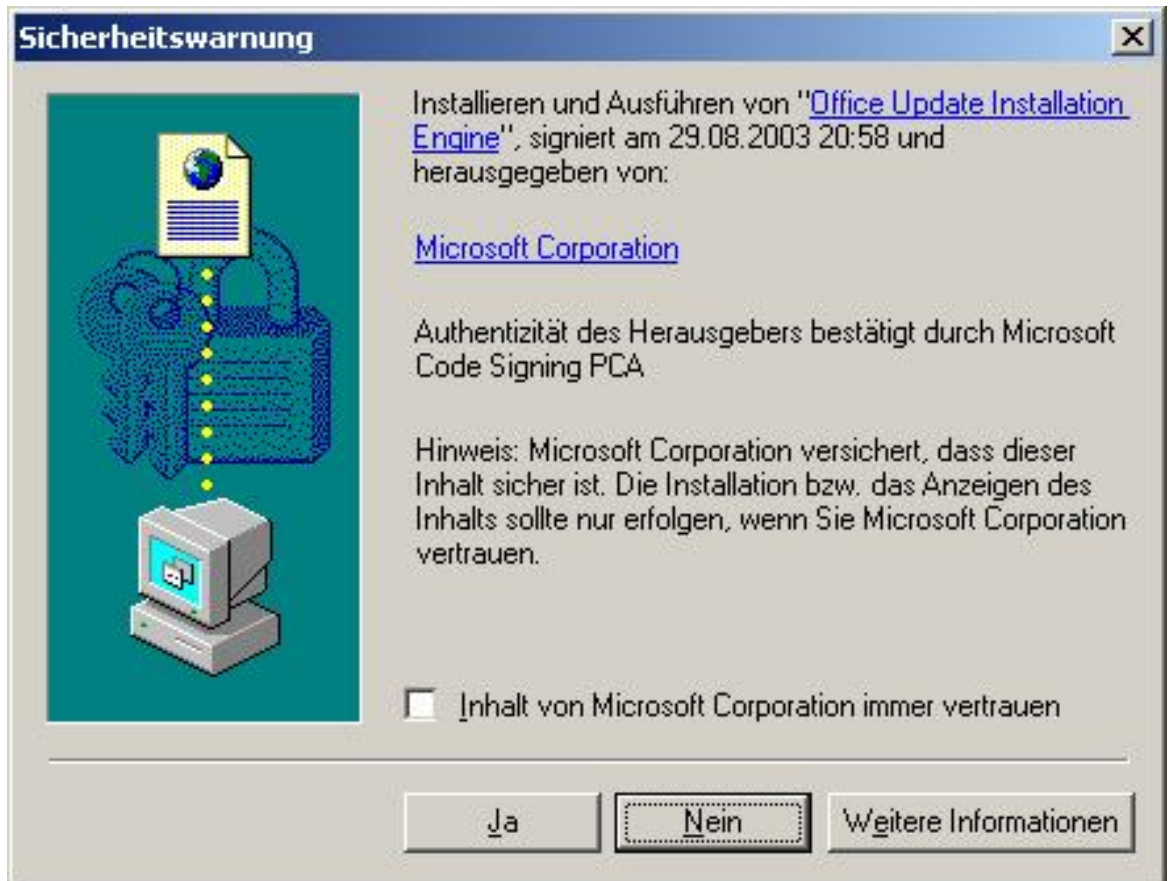 Sicherheitswarnung
Installieren und Ausführen von "Office Update Installation
Engine", signiert am 29.08.2003 20:58 und
herausgegeben von:
Microsoft Corporation
Authentizität des Herausgebers bestätigt durch Microsoft
Code Signing PCA
Hinweis: Microsoft Corporation versichert, dass dieser
Inhalt sicher ist. Die Installation bzw. das Anzeigen des
Inhalts sollte nur erfolgen, wenn Sie Microsoft Corporation
vertrauen.
Inhalt von Microsoft Corporation immer vertrauen
Ja Nein Weitere Informationen